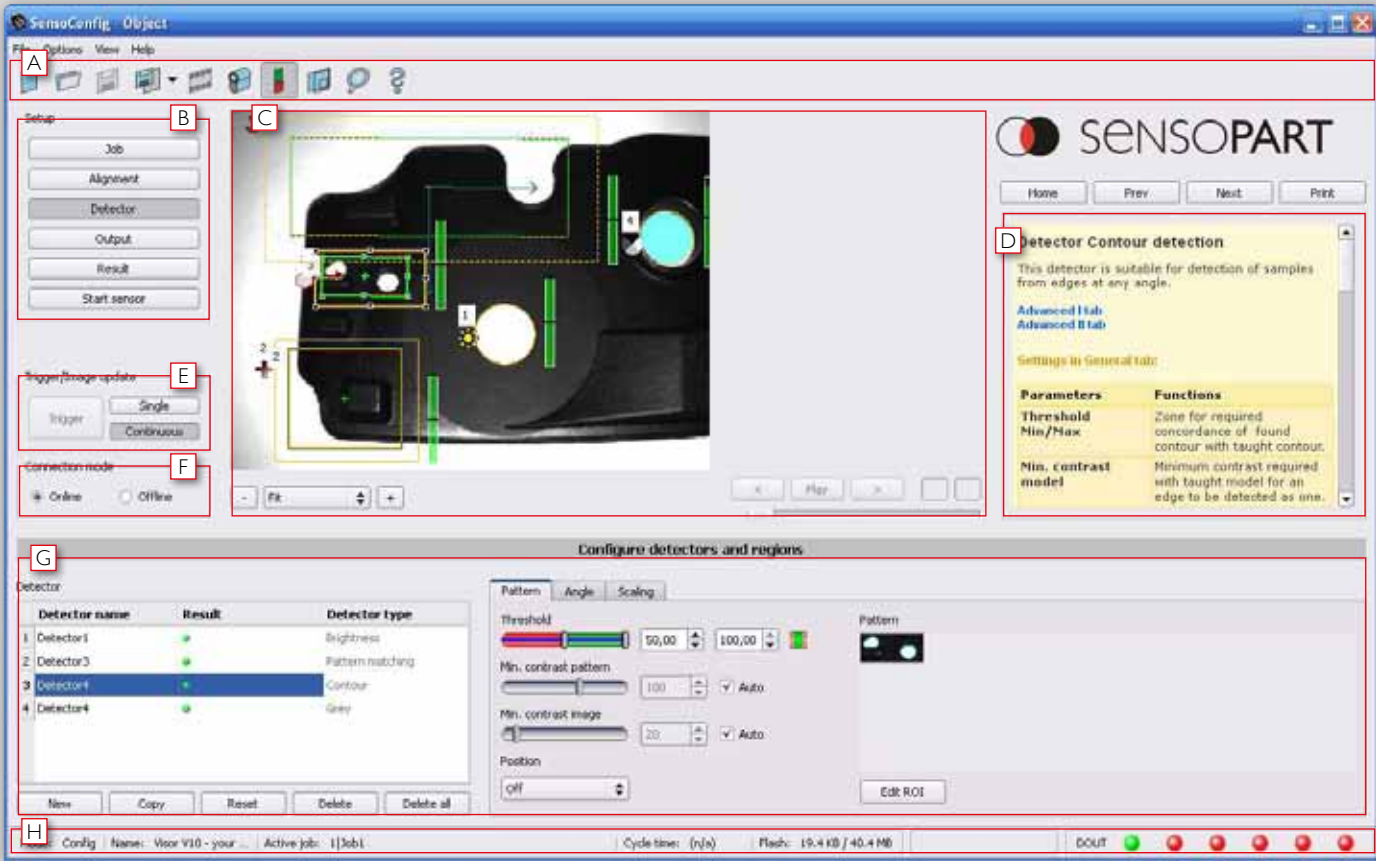 SensoConfig - Object
File Options View Help
A
Setup
B
C
Job
Alignment
Detector
Output
Result
Start sensor
4
1
2
2
SENSOPART
Home Prev Next Print
D
Detector Contour detection
This detector is suitable for detection of samples
from edges at any angle.
Advanced I tab
Advanced II tab
Settings in General tab:
Parameters Functions
Threshold Min/Max
Zone for required
concordance of found
contour with taught contour.
Min. contrast model
Minimum contrast required
with taught model for an
edge to be detected as one.
Trigger/Image update
E
Trigger
Single
Continuous
Connection mode
F
Online Offline
- Fit +
< Play >
Configure detectors and regions
G
Detector
Detector name Result Detector type
1 Detector1 Brightness
2 Detector3 Pattern matching
3 Detector4 Contour
4 Detector4 Grey
New Copy Reset Delete Delete all
Pattern Angle Scaling
Threshold
50,00 100,00
Min. contrast pattern
100 Auto
Min. contrast image
20 Auto
Position
Off
Pattern
Edit ROI
H
Config Name: Visor V10 - your ... Active job: 1|Job1 Cycle time: (n/a) Flash: 19.4 KB / 40.4 MB DOUT